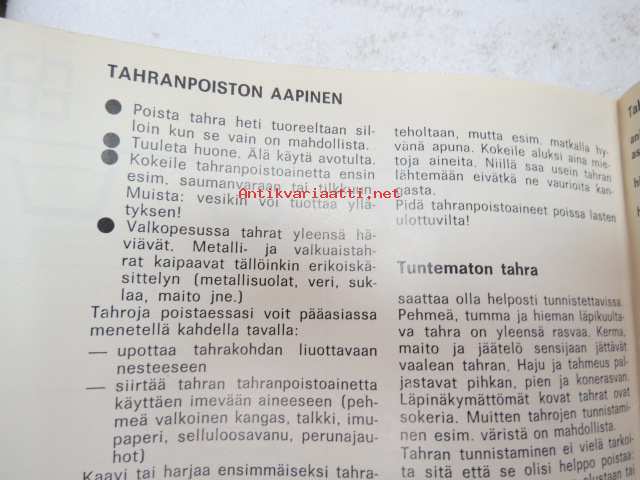 TAHRANPOISTON AAPINEN
● Poista tahra heti tuoreeltaan sil-
loin kun se vain on mahdollista.
● Tuuleta huone. Älä käytä avotulta.
● Kokeile tahranpoistoainetta ensin
esim. saumanvaraan tai tilkkuun.
Muista: vesikin voi tuottaa yllä-
tyksen!
● Valkopesussa tahrat yleensä hä-
viävät. Metalli- ja valkuaistah-
rat kaipaavat tällöinkin erikoiskä-
sittelyn (metallisuolat, veri, suk-
laa, maito jne.)
Tahroja poistaessasi voit pääasiassa
menetellä kahdella tavalla:
— upottaa tahrakohdan liuottavaan
nesteeseen
— siirtää tahran tahranpoistoainetta
käyttäen imevään aineeseen (peh-
meä valkoinen kangas, talkki, imu-
paperi, selluloosavanu, perunajau-
hot)
Kaavi tai harjaa ensimmäiseksi tahra-
teholtaan, mutta esim. matkalla hy-
vänä apuna. Kokeile aluksi aina mie-
toja aineita. Niillä saa usein tahran
lähtemään eivätkä ne vaurioita kan-
gasta.
Pidä tahranpoistoaineet poissa lasten
ulottuvilta!
Tuntematon tahra
saattaa olla helposti tunnistettavissa.
Pehmeä, tumma ja hieman läpikuulta-
va tahra on yleensä rasvaa. Kerma,
maito ja jäätelö sensijaan jättävät
vaalean tahran. Haju ja tahmeus pal-
jastavat pihkan, pien ja konerasvan.
Läpinäkymättömät kovat tahrat ovat
sokeria. Muitten tahrojen tunnistami-
nen esim. väristä on mahdollista.
Tahran tunnistaminen ei vielä tarkoi-
ta sitä että se olisi helppo poistaa:
alustaan tai
Antikvariaatti.net